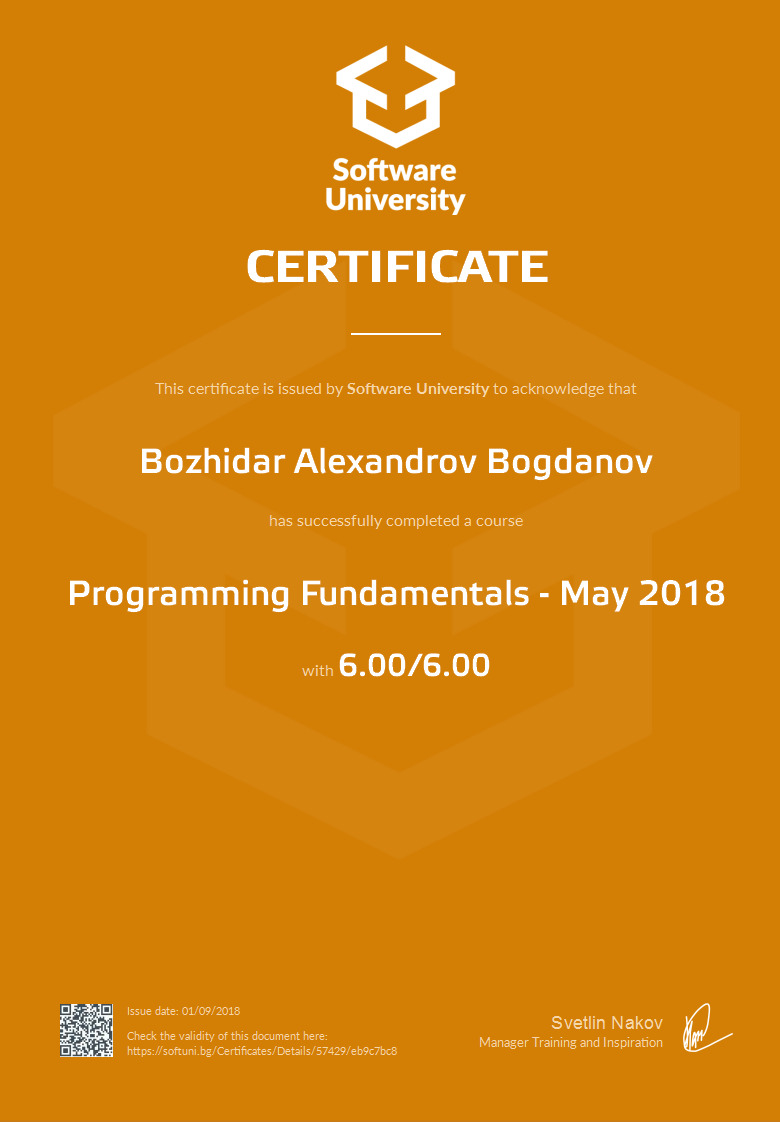 Software
University
CERTIFICATE
This certificate is issued by Software University to acknowledge that
Bozhidar Alexandrov Bogdanov
has successfully completed a course
Programming Fundamentals - May 2018
with 6.00/6.00
Issue date: 01/09/2018
Check the validity of this document here:
https://softuni.bg/Certificates/Details/57429/eb9c7bc8
Svetlin Nakov
Manager Training and Inspiration